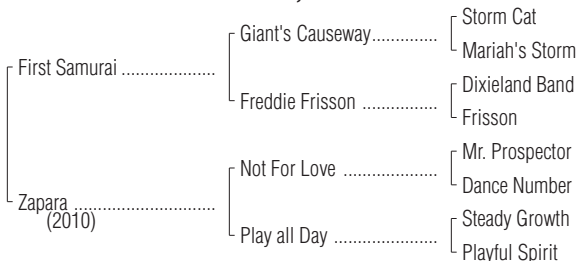 Storm Cat
Giant's Causeway..............
Mariah's Storm
First Samurai ....................
Dixieland Band
Freddie Frisson ................
Frisson
Mr. Prospector
Not For Love ....................
Dance Number
Zapara ..............................
(2010)
Steady Growth
Play all Day ......................
Playful Spirit